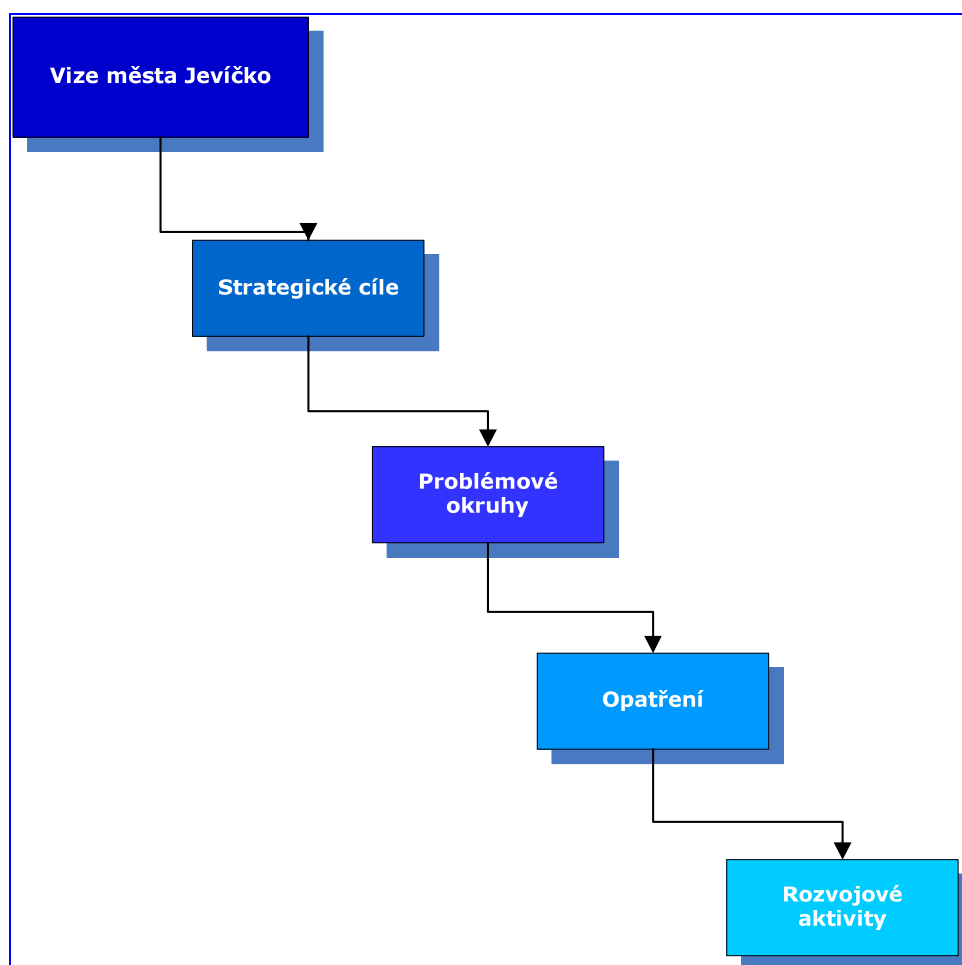 Vize města Jevíčko
Strategické cíle
Problémové
okruhy
Opatření
Rozvojové
aktivity